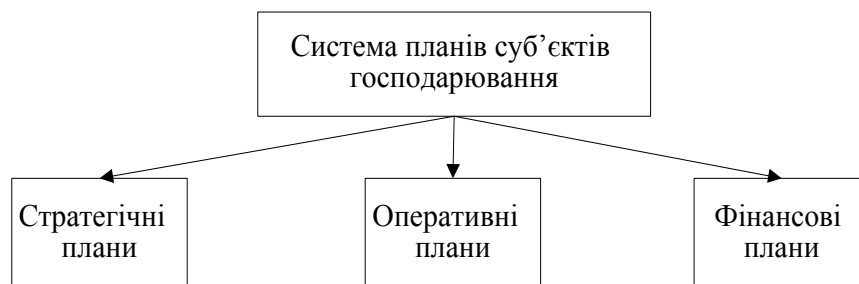 Система планів суб’єктів
господарювання
Стратегічні
плани
Оперативні
плани
Фінансові
плани